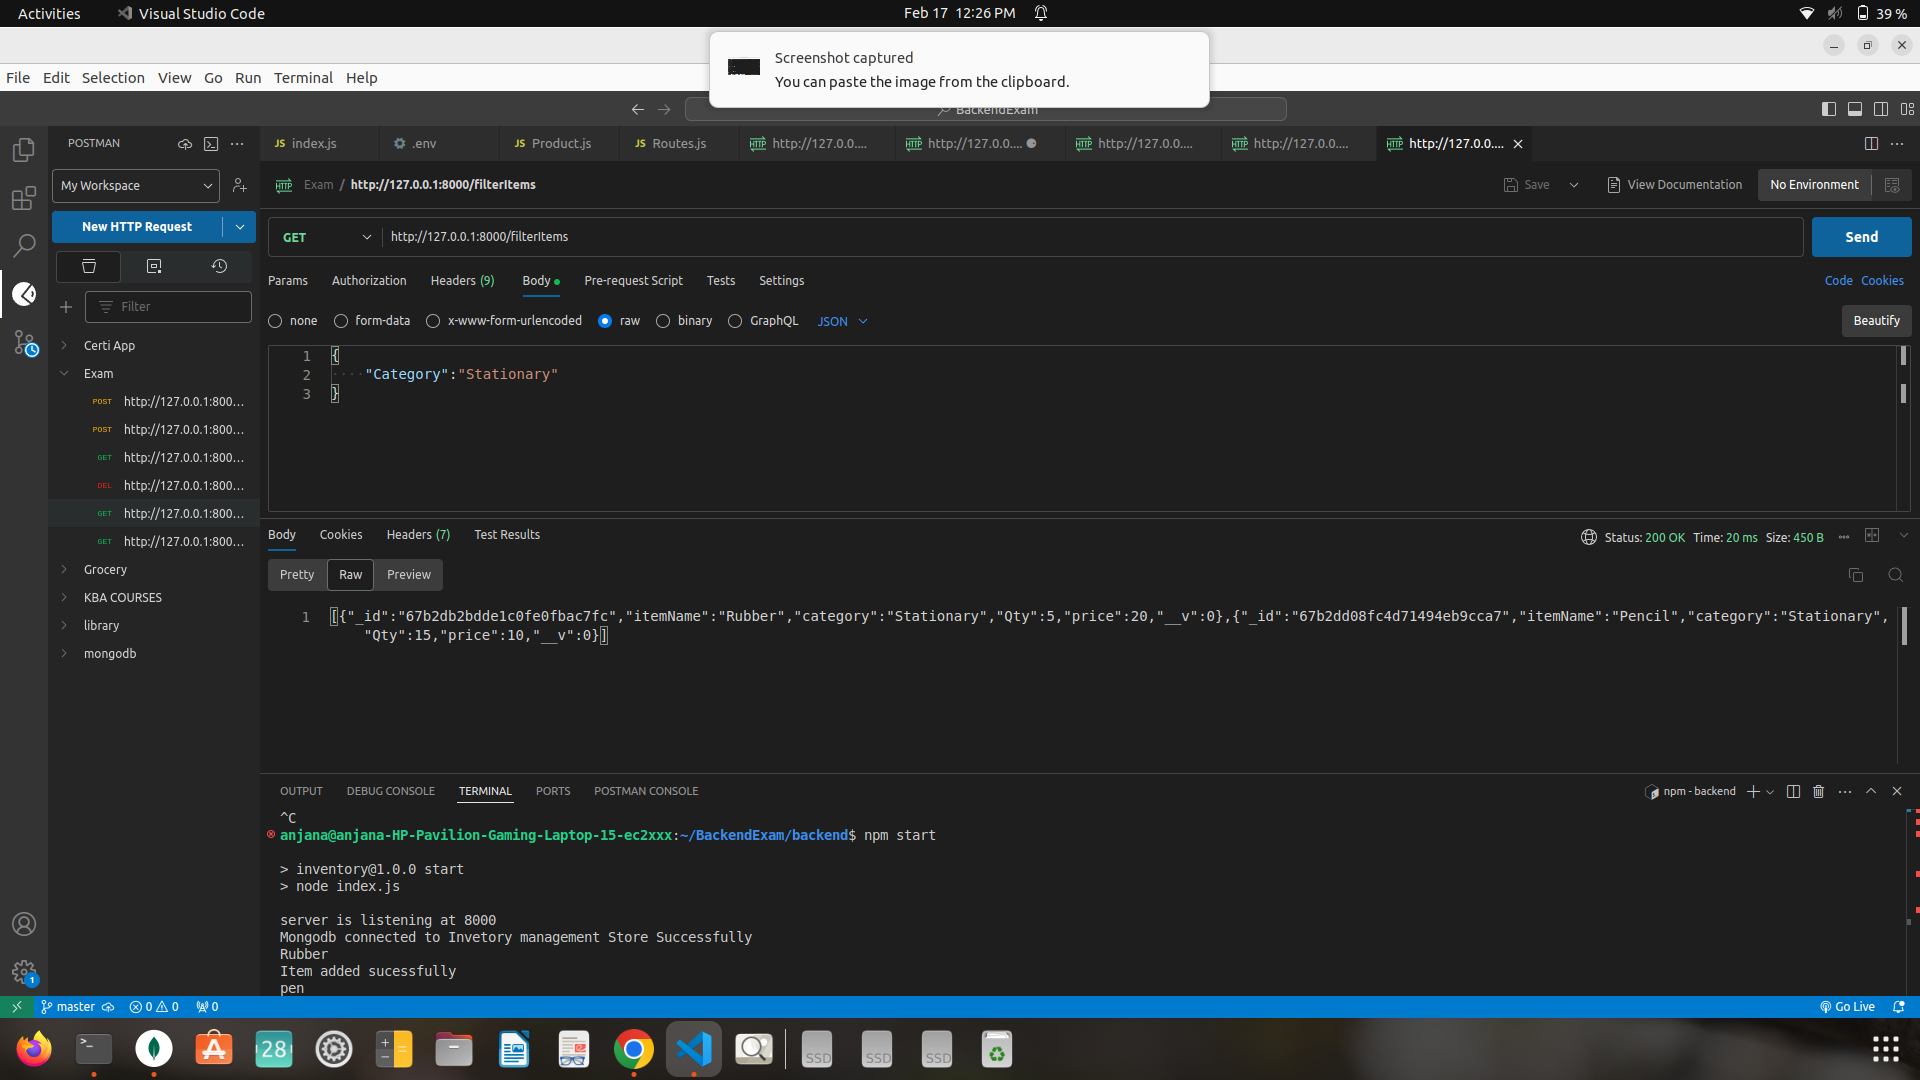 Activities
Visual Studio Code
Feb 17 12:26 PM
39 %
Screenshot captured
You can paste the image from the clipboard.
File Edit Selection View Go Run Terminal Help
BackendExam
POSTMAN
JS index.js
.env
JS Product.js
JS Routes.js
HTTP http://127.0.0....
HTTP http://127.0.0....
HTTP http://127.0.0....
HTTP http://127.0.0....
HTTP http://127.0.0....
My Workspace
HTTP Exam / http://127.0.0.1:8000/filterItems
Save
View Documentation
No Environment
New HTTP Request
GET
http://127.0.0.1:8000/filterItems
Send
Params Authorization Headers (9) Body Pre-request Script Tests Settings
Code Cookies
Filter
none form-data x-www-form-urlencoded raw binary GraphQL JSON
Beautify
Certi App
Exam
POST http://127.0.0.1:800...
POST http://127.0.0.1:800...
GET http://127.0.0.1:800...
DEL http://127.0.0.1:800...
GET http://127.0.0.1:800...
GET http://127.0.0.1:800...
Grocery
KBA COURSES
library
mongodb
1 {
2 ····"Category":"Stationary"
3 }
Body Cookies Headers (7) Test Results
Status: 200 OK Time: 20 ms Size: 450 B
Pretty Raw Preview
1 [{"_id":"67b2db2bdde1c0fe0fbac7fc","itemName":"Rubber","category":"Stationary","Qty":5,"price":20,"__v":0},{"_id":"67b2dd08fc4d71494eb9cca7","itemName":"Pencil","category":"Stationary",
"Qty":15,"price":10,"__v":0}]
OUTPUT DEBUG CONSOLE TERMINAL PORTS POSTMAN CONSOLE
npm - backend
^C
anjana@anjana-HP-Pavilion-Gaming-Laptop-15-ec2xxx:~/BackendExam/backend$ npm start
> inventory@1.0.0 start
> node index.js
server is listening at 8000
Mongodb connected to Invetory management Store Successfully
Rubber
Item added sucessfully
pen
1
master
0 0
0
Go Live
28
SSD
SSD
SSD